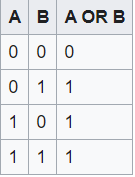 A B A OR B
0 0 0
0 1 1
1 0 1
1 1 1